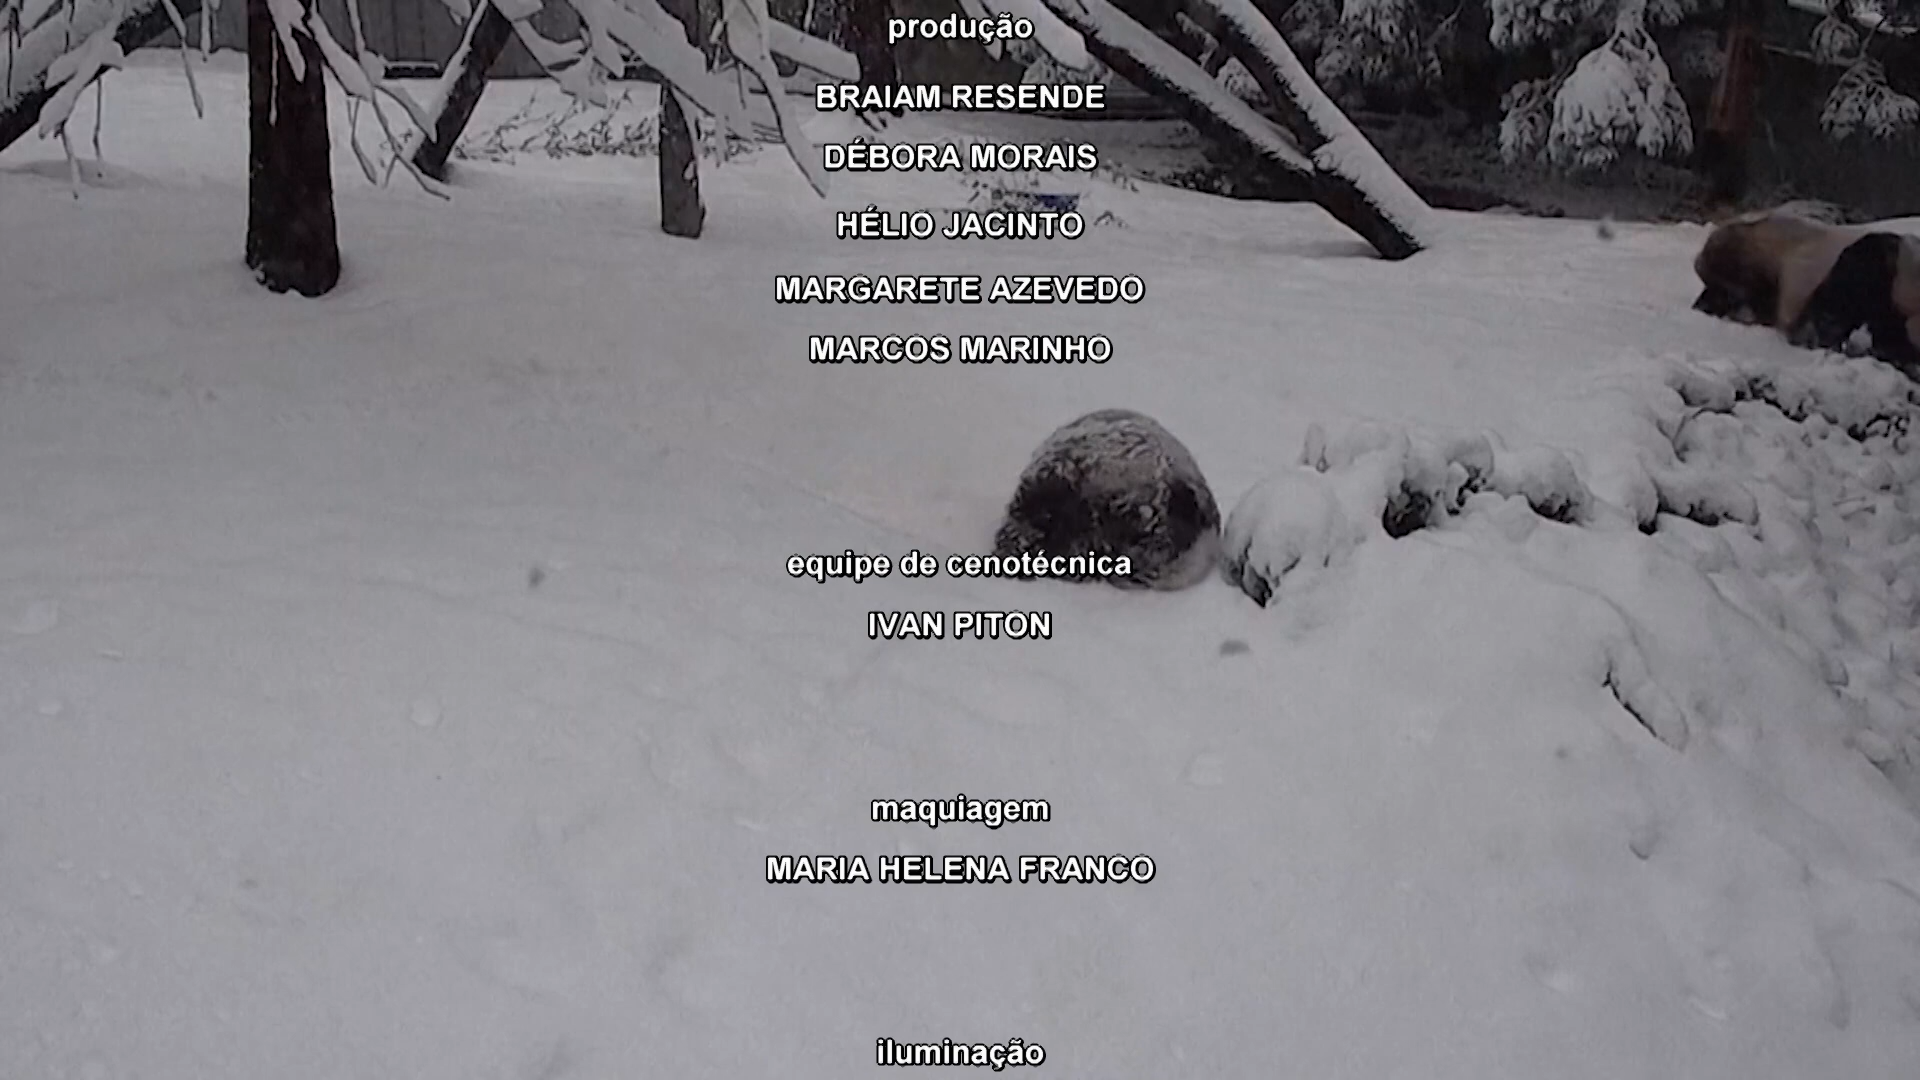 produção
BRAIAM RESENDE
DÉBORA MORAIS
HÉLIO JACINTO
MARGARETE AZEVEDO
MARCOS MARINHO
equipe de cenotécnica
IVAN PITON
maquiagem
MARIA HELENA FRANCO
iluminação